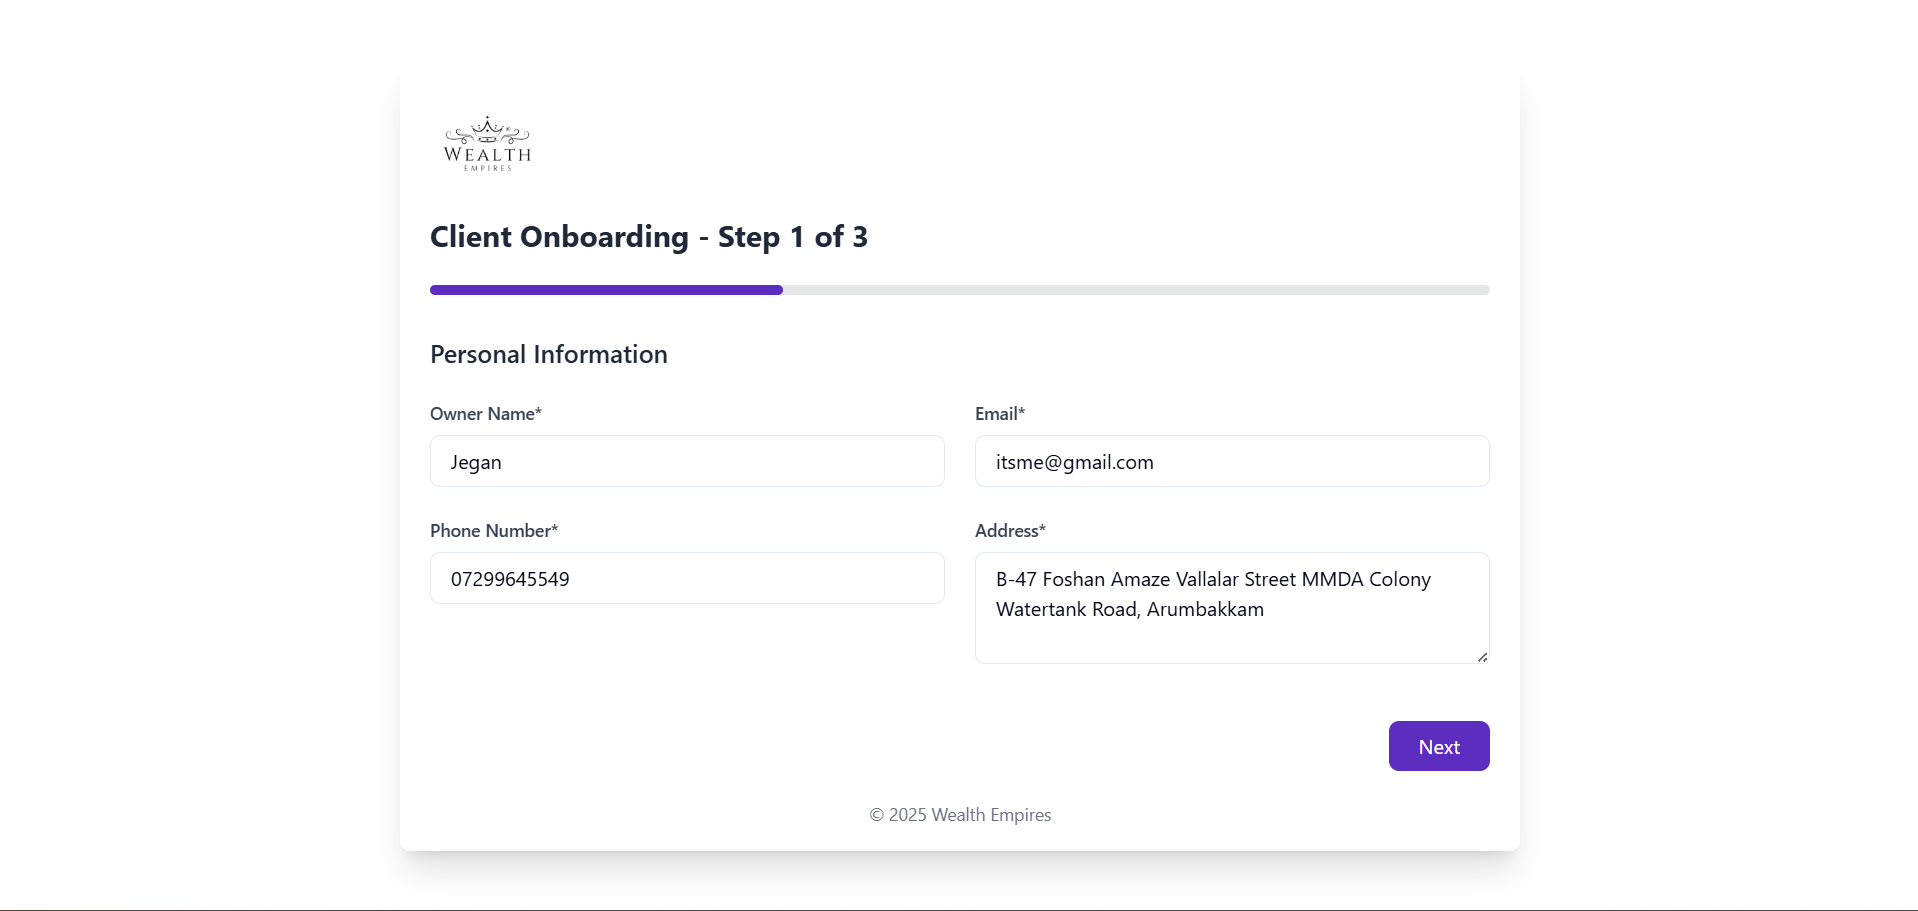 WEALTH
EMPIRES
Client Onboarding - Step 1 of 3
Personal Information
Owner Name*
Jegan
Email*
itsme@gmail.com
Phone Number*
07299645549
Address*
B-47 Foshan Amaze Vallalar Street MMDA Colony
Watertank Road, Arumbakkam
Next
© 2025 Wealth Empires